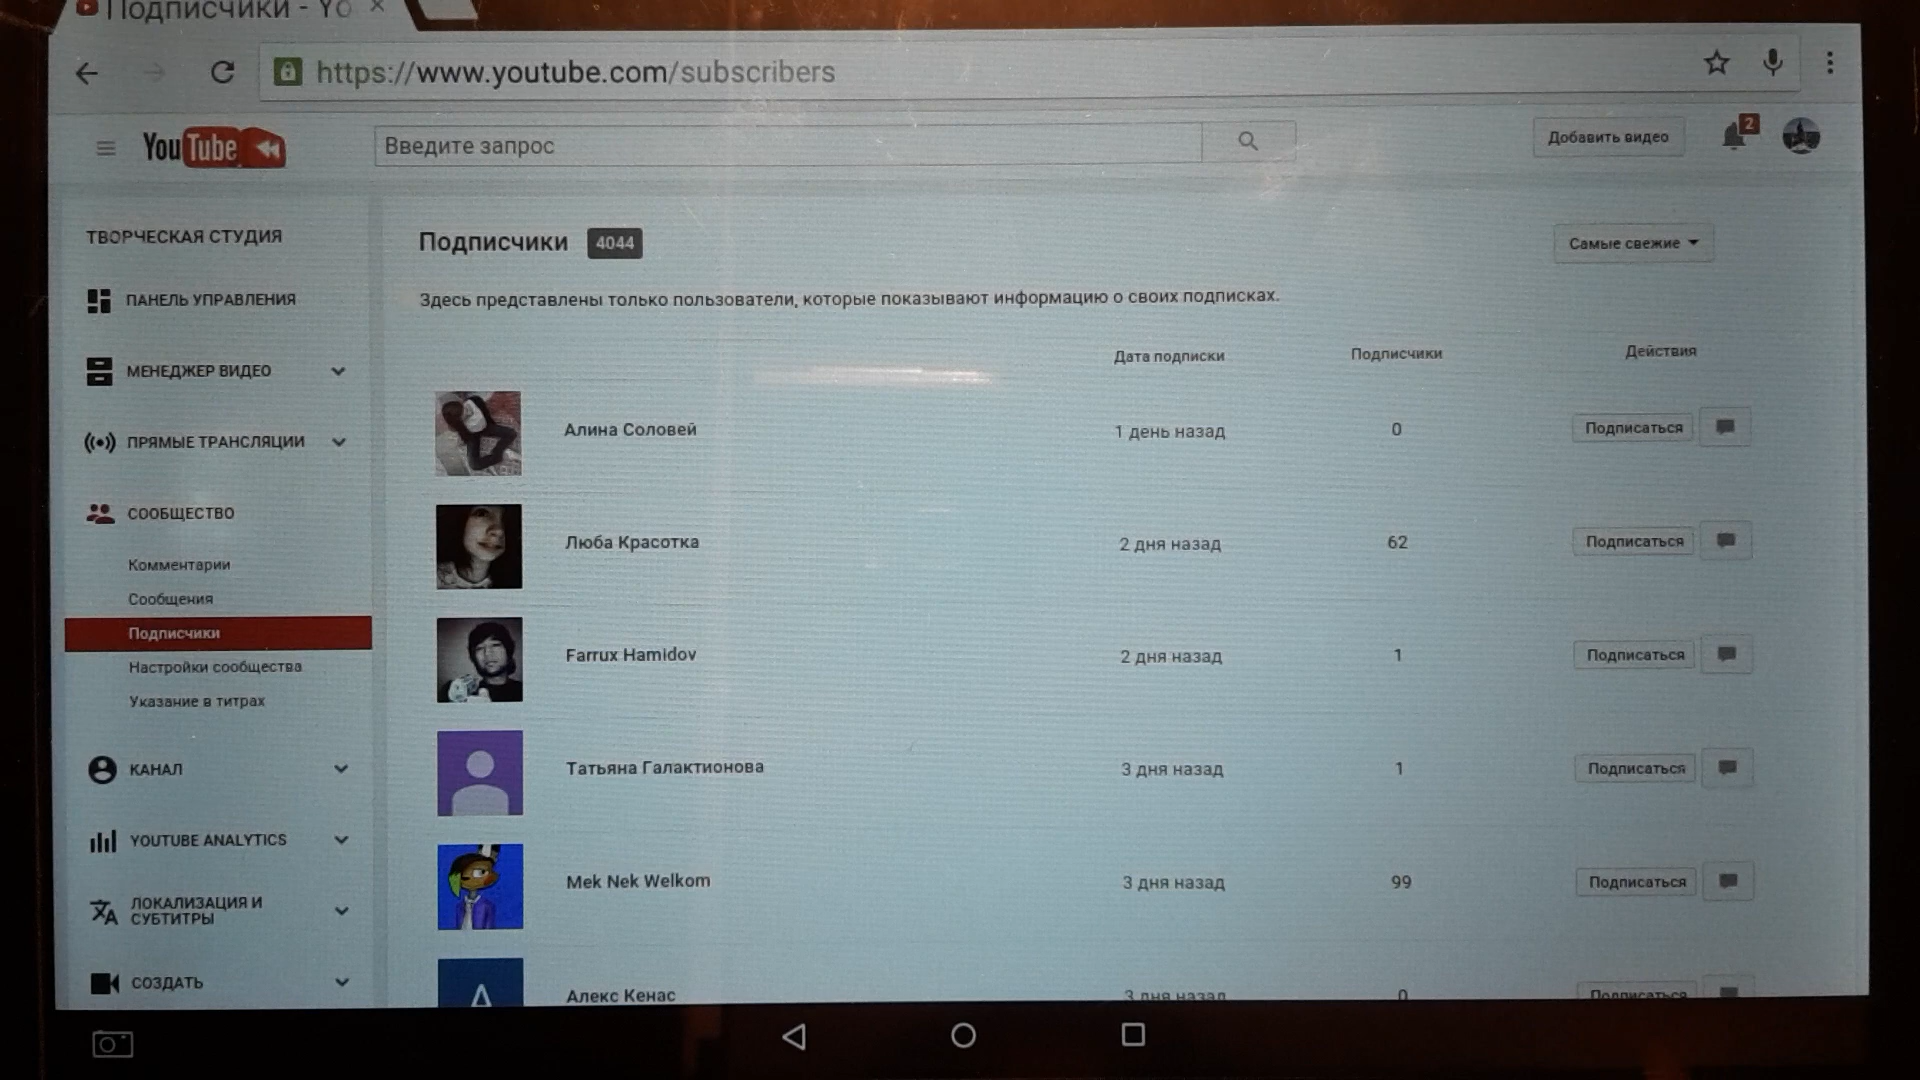 Подписчики - Yo
https://www.youtube.com/subscribers
YouTube
Введите запрос
Добавить видео
2
ТВОРЧЕСКАЯ СТУДИЯ
ПАНЕЛЬ УПРАВЛЕНИЯ
МЕНЕДЖЕР ВИДЕО
ПРЯМЫЕ ТРАНСЛЯЦИИ
СООБЩЕСТВО
Комментарии
Сообщения
Подписчики
Настройки сообщества
Указание в титрах
КАНАЛ
YOUTUBE ANALYTICS
ЛОКАЛИЗАЦИЯ И
СУБТИТРЫ
СОЗДАТЬ
Подписчики 4044
Самые свежие
Здесь представлены только пользователи, которые показывают информацию о своих подписках.
Дата подписки Подписчики Действия
Алина Соловей 1 день назад 0 Подписаться
Люба Красотка 2 дня назад 62 Подписаться
Farrux Hamidov 2 дня назад 1 Подписаться
Татьяна Галактионова 3 дня назад 1 Подписаться
Mek Nek Welkom 3 дня назад 99 Подписаться
А Алекс Кенас 3 дня назад 0 Подписаться